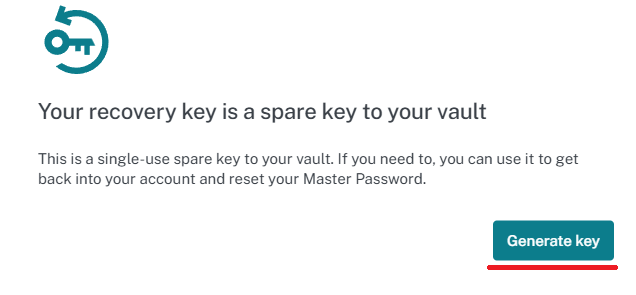 Your recovery key is a spare key to your vault
This is a single-use spare key to your vault. If you need to, you can use it to get
back into your account and reset your Master Password.
Generate key